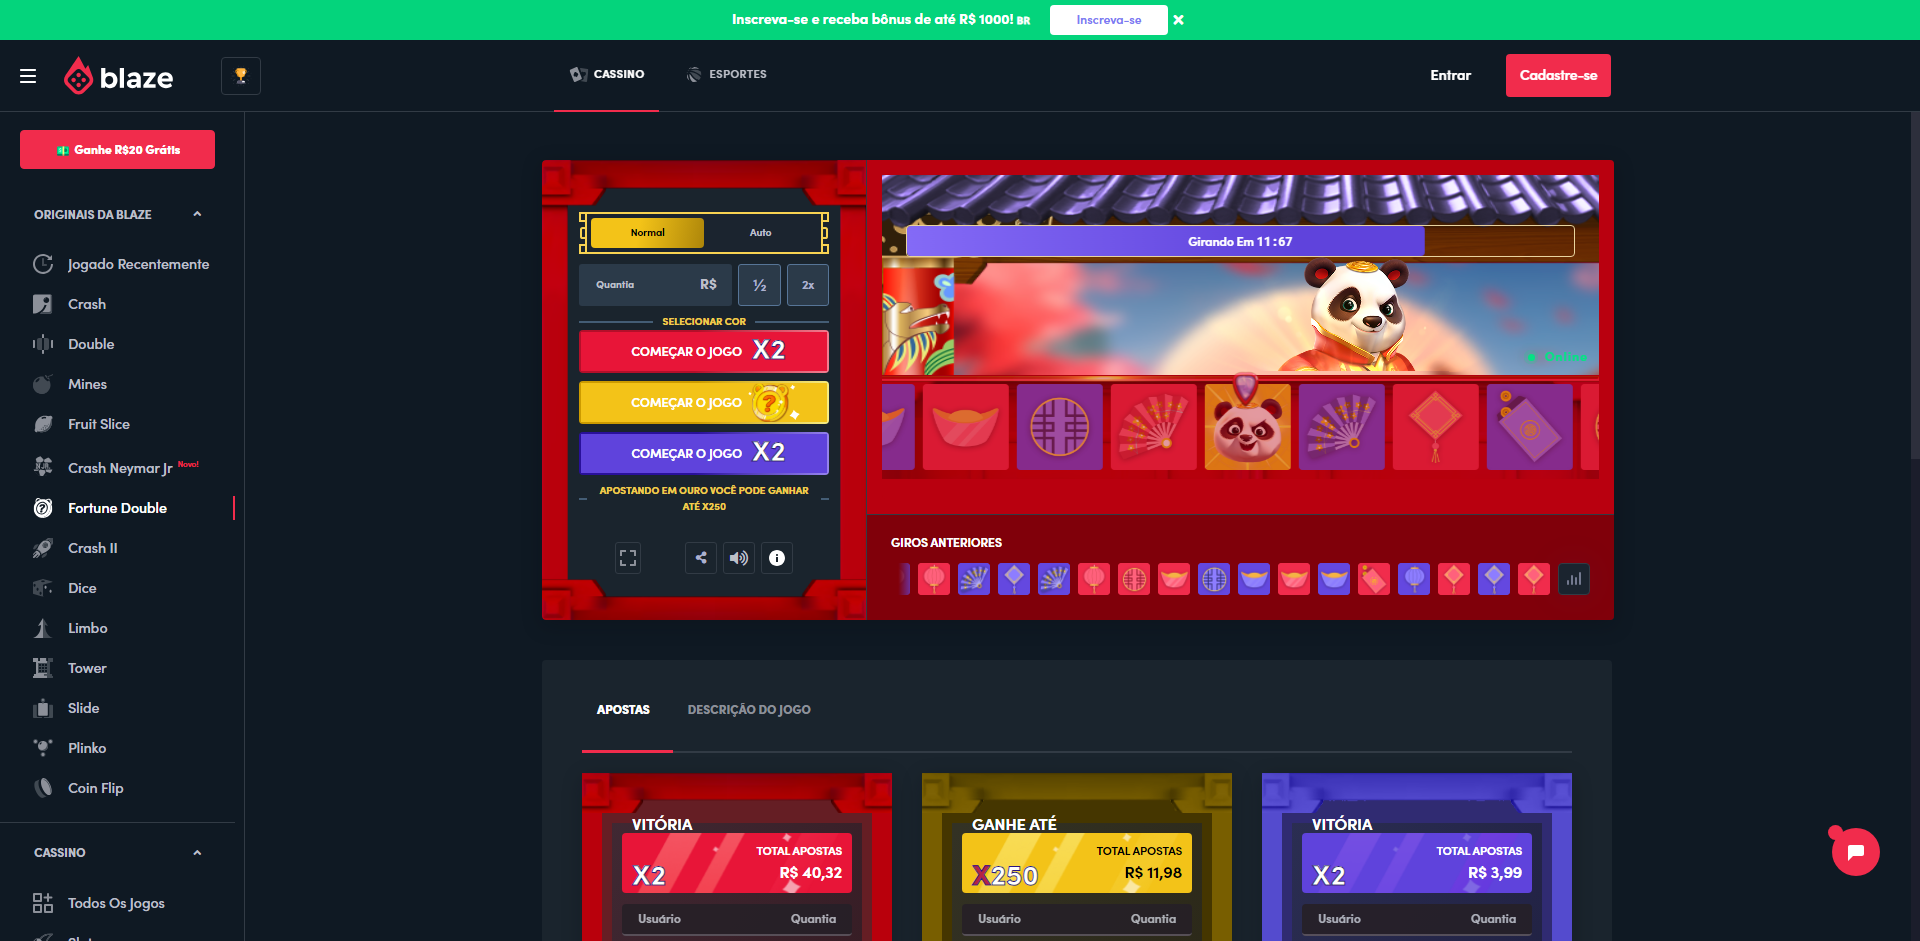 Inscreva-se e receba bônus de até R$ 1000! BR
Inscreva-se
blaze
CASSINO
ESPORTES
Entrar
Cadastre-se
Ganhe R$20 Grátis
ORIGINAIS DA BLAZE
Jogado Recentemente
Crash
Double
Mines
Fruit Slice
Crash Neymar Jr Novo!
Fortune Double
Crash II
Dice
Limbo
Tower
Slide
Plinko
Coin Flip
CASSINO
Todos Os Jogos
Normal
Auto
Quantia
R$
½
2x
SELECIONAR COR
COMEÇAR O JOGO X2
COMEÇAR O JOGO ?
COMEÇAR O JOGO X2
APOSTANDO EM OURO VOCÊ PODE GANHAR
ATÉ X250
Girando Em 11:67
Online
GIROS ANTERIORES
APOSTAS
DESCRIÇÃO DO JOGO
VITÓRIA
TOTAL APOSTAS
X2
R$ 40,32
Usuário
Quantia
GANHE ATÉ
TOTAL APOSTAS
X250
R$ 11,98
Usuário
Quantia
VITÓRIA
TOTAL APOSTAS
X2
R$ 3,99
Usuário
Quantia